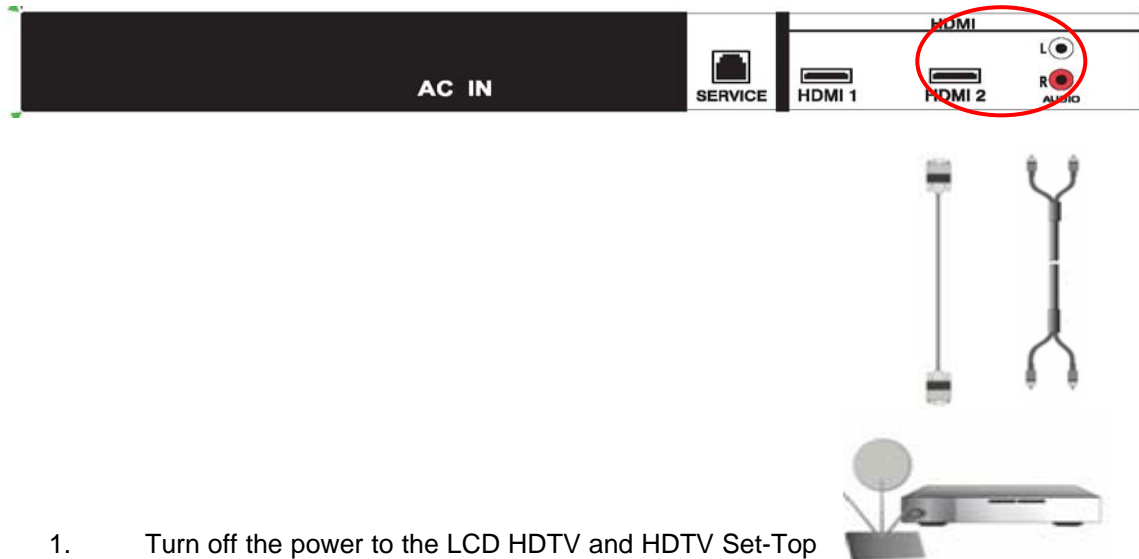 HDMI
L
AC IN
SERVICE
HDMI 1
HDMI 2
R
AUDIO
1. Turn off the power to the LCD HDTV and HDTV Set-Top